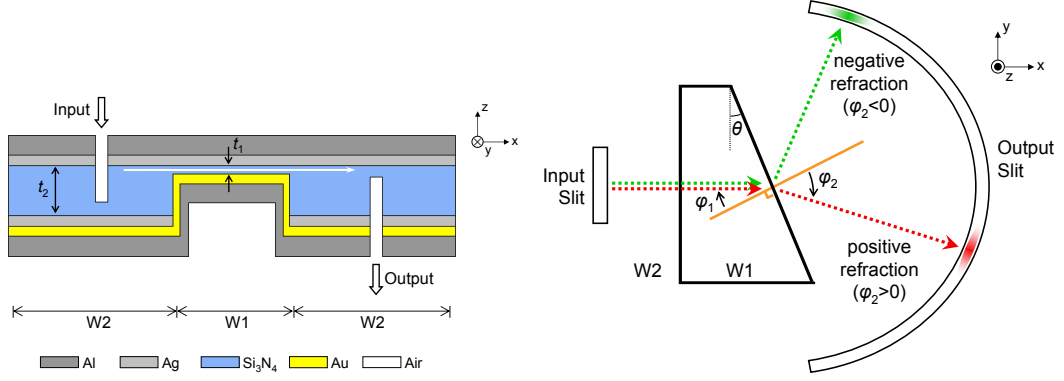 Input
z
x
y
t₁
t₂
Output
W2
W1
W2
Al
Ag
Si₃N₄
Au
Air
y
x
z
negative
refraction
(φ₂<0)
θ
Input
Slit
φ₁
φ₂
Output
Slit
W2
W1
positive
refraction
(φ₂>0)